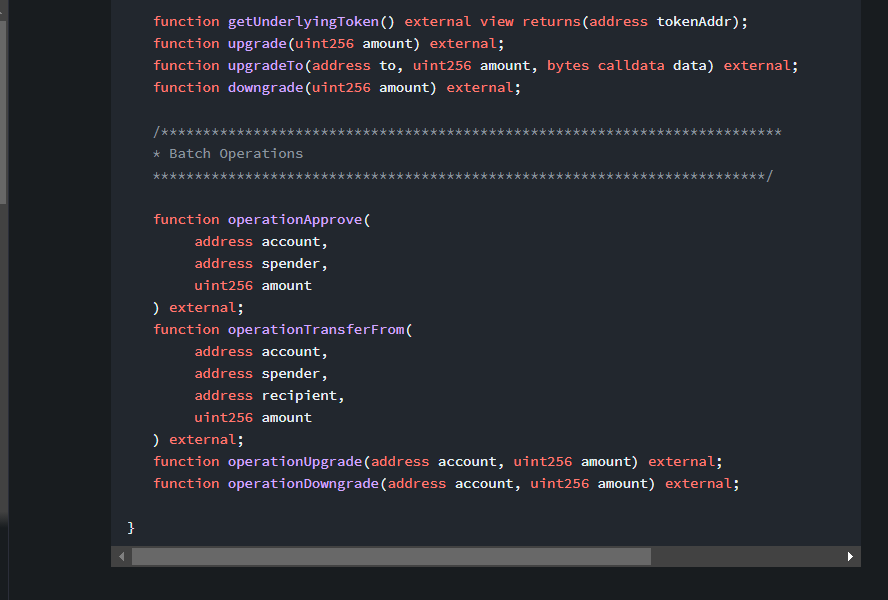 function getUnderlyingToken() external view returns(address tokenAddr);
function upgrade(uint256 amount) external;
function upgradeTo(address to, uint256 amount, bytes calldata data) external;
function downgrade(uint256 amount) external;
/**************************************************************************
* Batch Operations
*************************************************************************/
function operationApprove(
address account,
address spender,
uint256 amount
) external;
function operationTransferFrom(
address account,
address spender,
address recipient,
uint256 amount
) external;
function operationUpgrade(address account, uint256 amount) external;
function operationDowngrade(address account, uint256 amount) external;
}